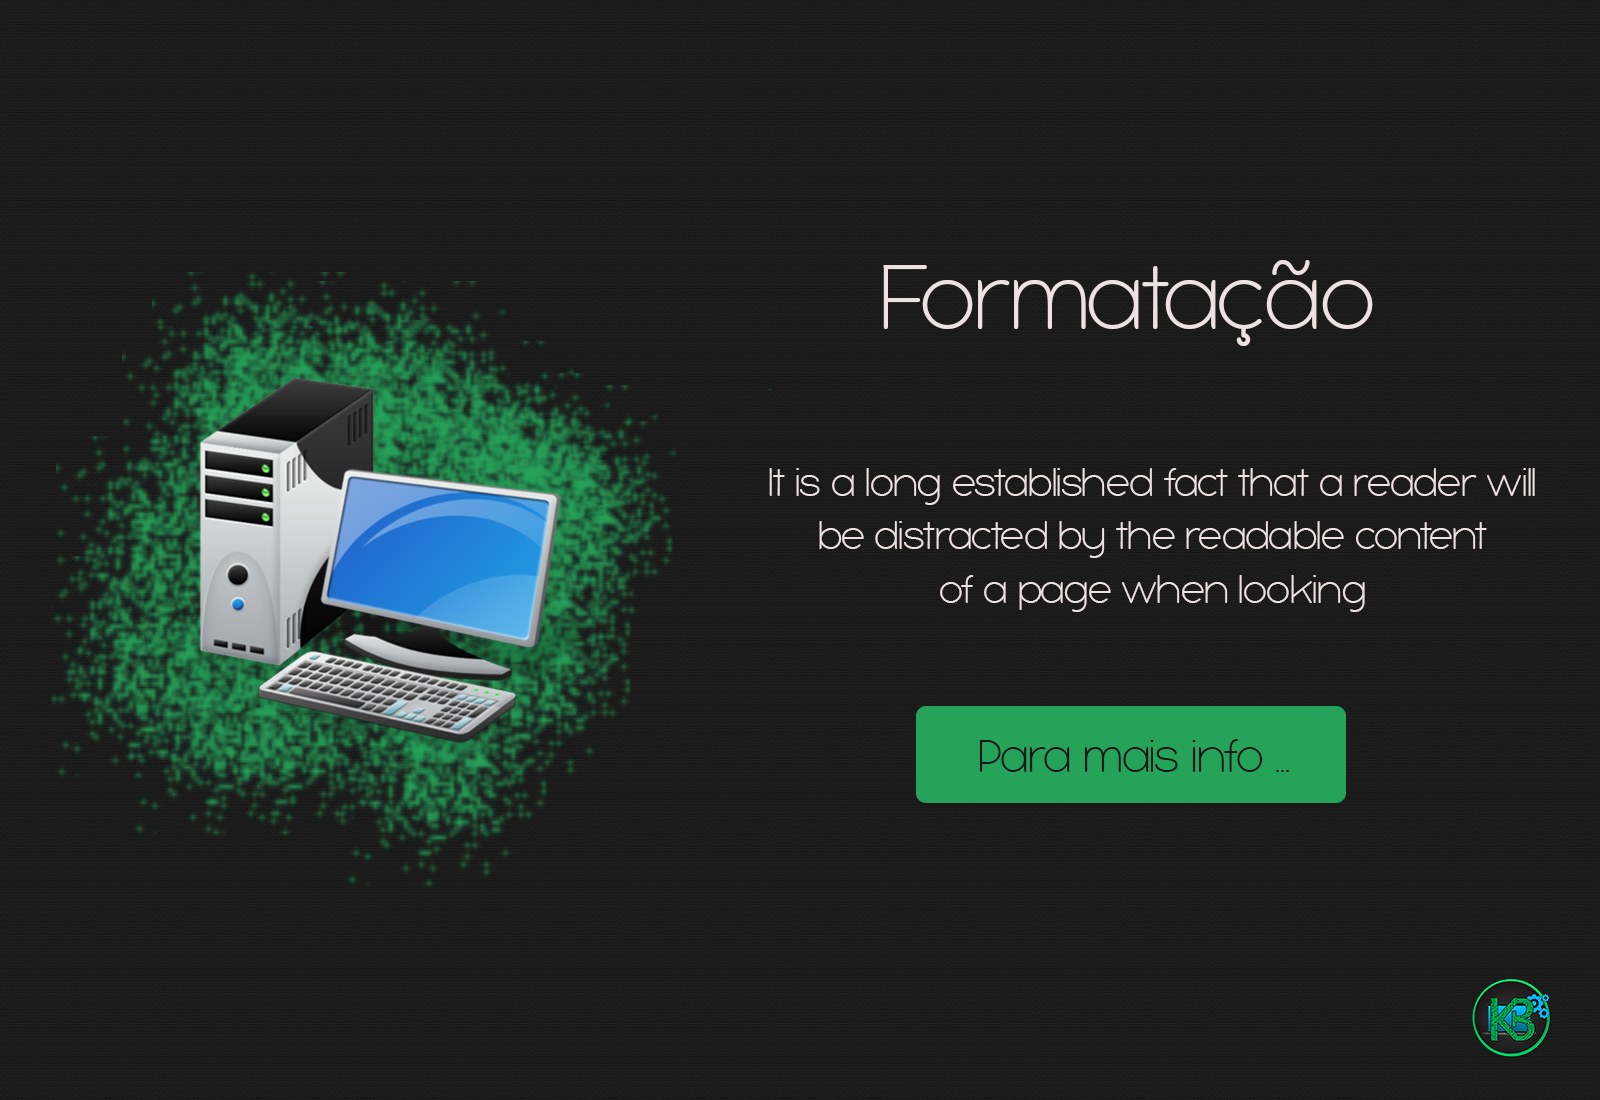 Formatação
It is a long established fact that a reader will
be distracted by the readable content
of a page when looking
Para mais info ...
KB